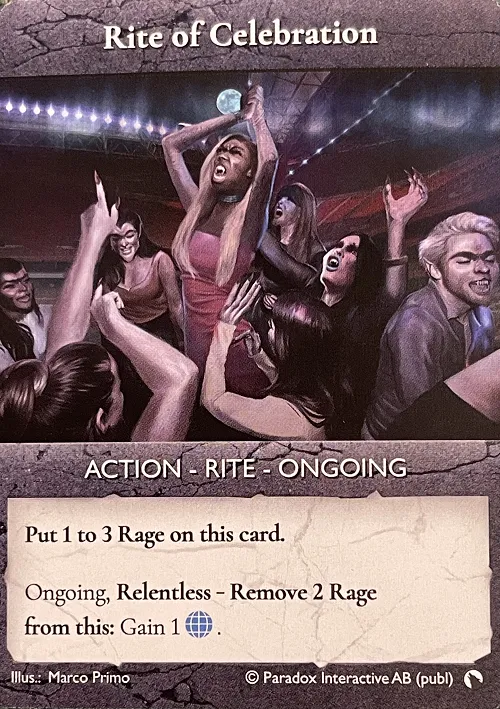 Rite of Celebration
ACTION - RITE - ONGOING
Put 1 to 3 Rage on this card.
Ongoing, Relentless - Remove 2 Rage
from this: Gain 1 .
Illus.: Marco Primo © Paradox Interactive AB (publ)